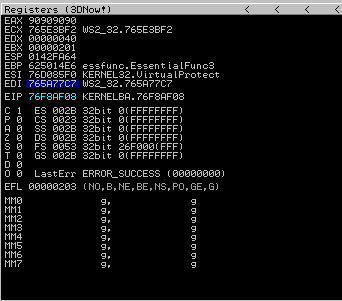 Registers (3DNow!) < < < <
EAX 90909090
ECX 765E3BF2 WS2_32.765E3BF2
EDX 00000040
EBX 00000201
ESP 0142FA64
EBP 625014E6 essfunc.EssentialFunc3
ESI 76D085F0 KERNEL32.VirtualProtect
EDI 765A77C7 WS2_32.765A77C7
EIP 76F8AF08 KERNELBA.76F8AF08
C 1 ES 002B 32bit 0(FFFFFFFF)
P 0 CS 0023 32bit 0(FFFFFFFF)
A 0 SS 002B 32bit 0(FFFFFFFF)
Z 0 DS 002B 32bit 0(FFFFFFFF)
S 0 FS 0053 32bit 26F000(FFF)
T 0 GS 002B 32bit 0(FFFFFFFF)
D 0
O 0 LastErr ERROR_SUCCESS (00000000)
EFL 00000203 (NO,B,NE,BE,NS,PO,GE,G)
MM0 g, g
MM1 g, g
MM2 g, g
MM3 g, g
MM4 g, g
MM5 g, g
MM6 g, g
MM7 g, g